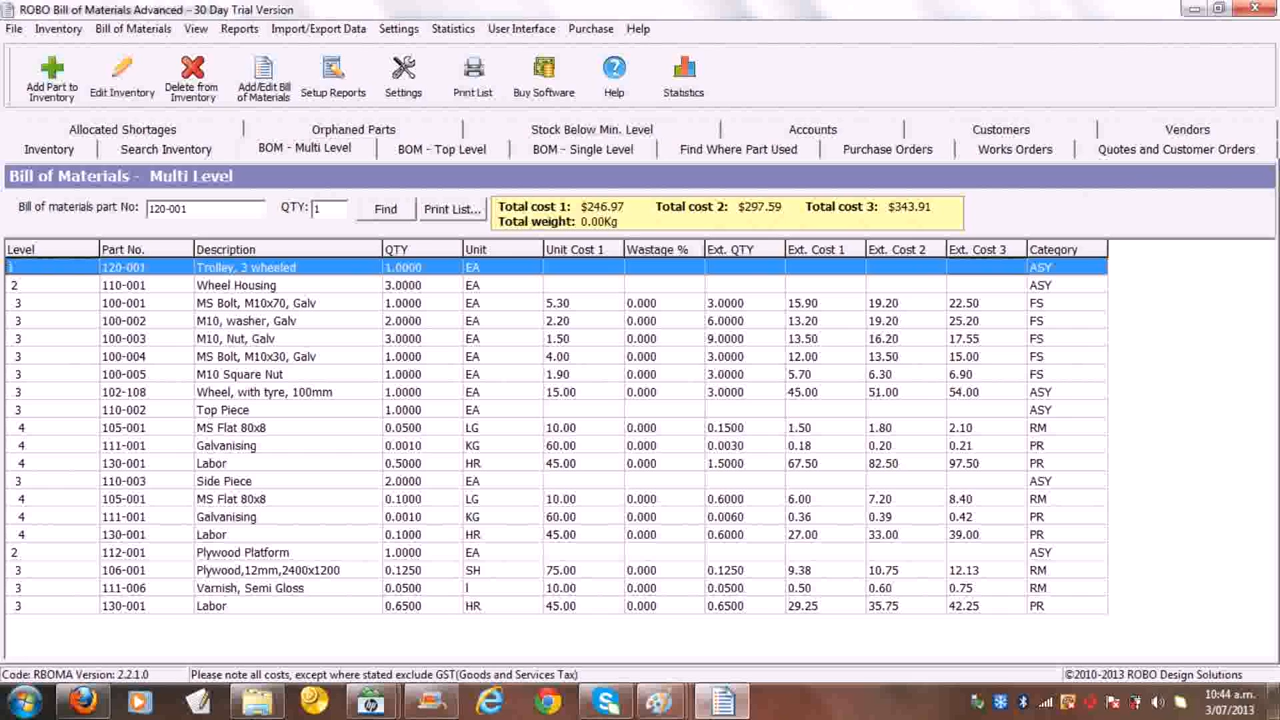 ROBO Bill of Materials Advanced - 30 Day Trial Version
File Inventory Bill of Materials View Reports Import/Export Data Settings Statistics User Interface Purchase Help
Add Part to Inventory Edit Inventory Delete from Inventory Add/Edit Bill of Materials Setup Reports Settings Print List Buy Software Help Statistics
Allocated Shortages Orphaned Parts Stock Below Min. Level Accounts Customers Vendors
Inventory Search Inventory BOM - Multi Level BOM - Top Level BOM - Single Level Find Where Part Used Purchase Orders Works Orders Quotes and Customer Orders
Bill of Materials - Multi Level
Bill of materials part No: 120-001 QTY: 1 Find Print List... Total cost 1: $246.97 Total cost 2: $297.59 Total cost 3: $343.91
Total weight: 0.00Kg
Level Part No. Description QTY Unit Unit Cost 1 Wastage % Ext. QTY Ext. Cost 1 Ext. Cost 2 Ext. Cost 3 Category
1 120-001 Trolley, 3 wheeled 1.0000 EA ASY
2 110-001 Wheel Housing 3.0000 EA ASY
3 100-001 MS Bolt, M10x70, Galv 1.0000 EA 5.30 0.000 3.0000 15.90 19.20 22.50 FS
3 100-002 M10, washer, Galv 2.0000 EA 2.20 0.000 6.0000 13.20 19.20 25.20 FS
3 100-003 M10, Nut, Galv 3.0000 EA 1.50 0.000 9.0000 13.50 16.20 17.55 FS
3 100-004 MS Bolt, M10x30, Galv 1.0000 EA 4.00 0.000 3.0000 12.00 13.50 15.00 FS
3 100-005 M10 Square Nut 1.0000 EA 1.90 0.000 3.0000 5.70 6.30 6.90 FS
3 102-108 Wheel, with tyre, 100mm 1.0000 EA 15.00 0.000 3.0000 45.00 51.00 54.00 ASY
3 110-002 Top Piece 1.0000 EA ASY
4 105-001 MS Flat 80x8 0.0500 LG 10.00 0.000 0.1500 1.50 1.80 2.10 RM
4 111-001 Galvanising 0.0010 KG 60.00 0.000 0.0030 0.18 0.20 0.21 PR
4 130-001 Labor 0.5000 HR 45.00 0.000 1.5000 67.50 82.50 97.50 PR
3 110-003 Side Piece 2.0000 EA ASY
4 105-001 MS Flat 80x8 0.1000 LG 10.00 0.000 0.6000 6.00 7.20 8.40 RM
4 111-001 Galvanising 0.0010 KG 60.00 0.000 0.0060 0.36 0.39 0.42 PR
4 130-001 Labor 0.1000 HR 45.00 0.000 0.6000 27.00 33.00 39.00 PR
2 112-001 Plywood Platform 1.0000 EA ASY
3 106-001 Plywood,12mm,2400x1200 0.1250 SH 75.00 0.000 0.1250 9.38 10.75 12.13 RM
3 111-006 Varnish, Semi Gloss 0.0500 l 10.00 0.000 0.0500 0.50 0.60 0.75 RM
3 130-001 Labor 0.6500 HR 45.00 0.000 0.6500 29.25 35.75 42.25 PR
Code: RBOMA Version: 2.2.1.0 Please note all costs, except where stated exclude GST(Goods and Services Tax) ©2010-2013 ROBO Design Solutions
10:44 a.m.
3/07/2013